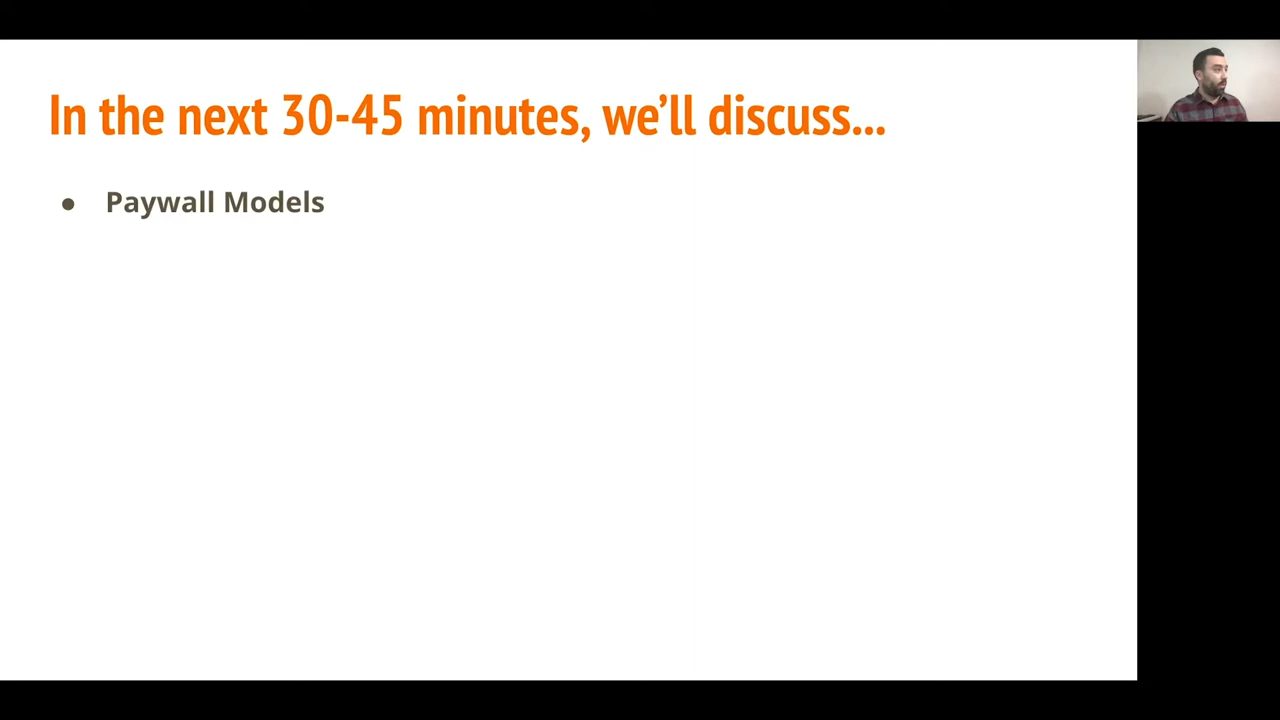 In the next 30-45 minutes, we'll discuss...
● Paywall Models